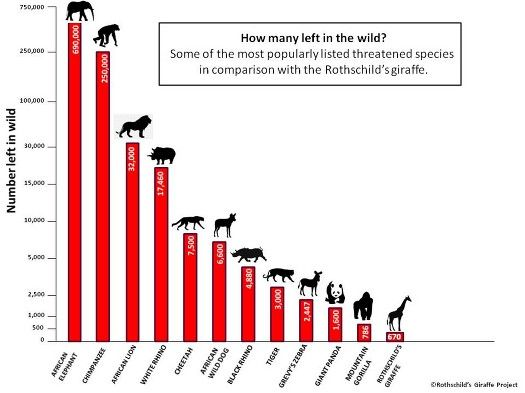 How many left in the wild?
Some of the most popularly listed threatened species
in comparison with the Rothschild's giraffe.
Number left in wild
750,000
250,000
100,000
30,000
15,000
10,000
5,000
2,500
1,000
500
0
690,000
250,000
32,000
17,460
7,500
6,600
4,880
3,000
2,447
1,600
786
670
AFRICAN
ELEPHANT
CHIMPANZEE
AFRICAN LION
WHITE RHINO
CHEETAH
AFRICAN
WILD DOG
BLACK RHINO
TIGER
GREVY'S ZEBRA
GIANT PANDA
MOUNTAIN
GORILLA
ROTHSCHILD'S
GIRAFFE
©Rothschild's Giraffe Project